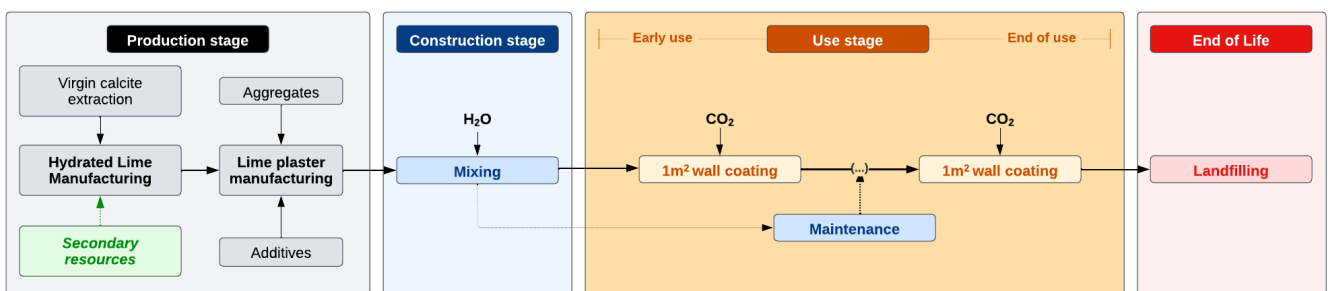 Production stage
Virgin calcite
extraction
Aggregates
Hydrated Lime
Manufacturing
Lime plaster
manufacturing
Secondary
resources
Additives
Construction stage
H₂O
Mixing
Early use
Use stage
End of use
CO₂
1m² wall coating
(...)
CO₂
1m² wall coating
Maintenance
End of Life
Landfilling